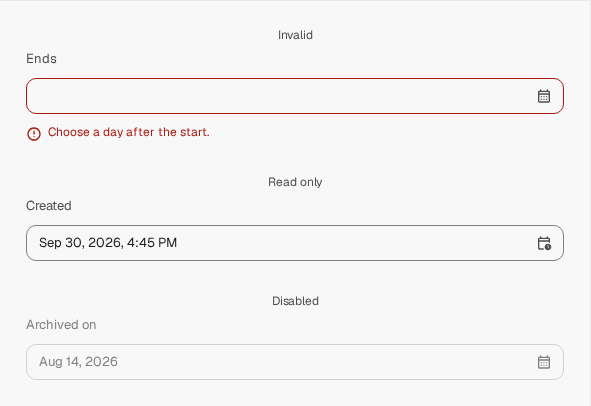 Invalid
Ends
Choose a day after the start.
Read only
Created
Sep 30, 2026, 4:45 PM
Disabled
Archived on
Aug 14, 2026